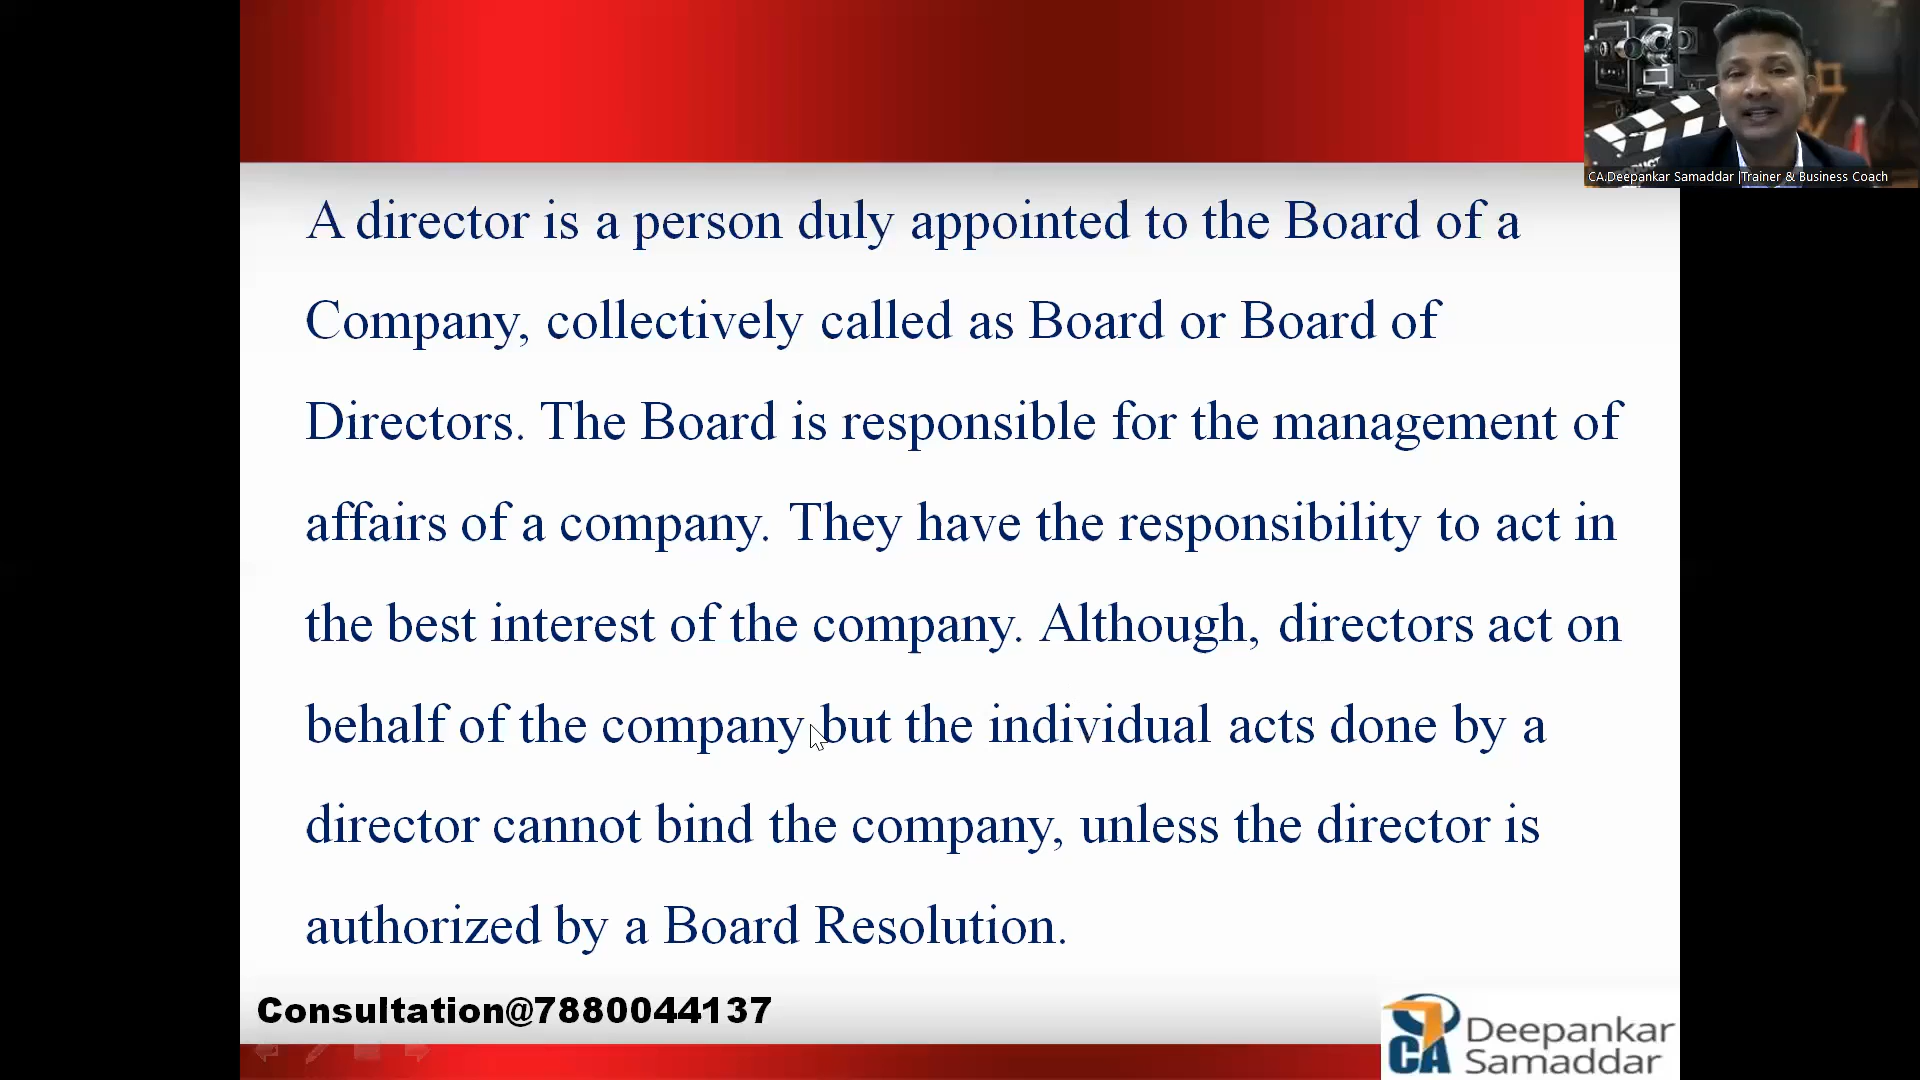 A director is a person duly appointed to the Board of a
Company, collectively called as Board or Board of
Directors. The Board is responsible for the management of
affairs of a company. They have the responsibility to act in
the best interest of the company. Although, directors act on
behalf of the company but the individual acts done by a
director cannot bind the company, unless the director is
authorized by a Board Resolution.
CA.Deepankar Samaddar |Trainer & Business Coach
Consultation@7880044137
CA Deepankar
Samaddar